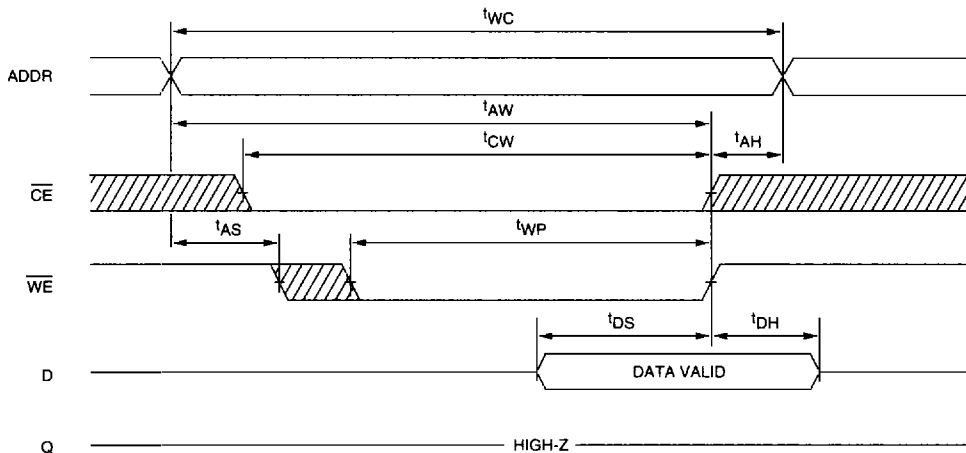 tWC
ADDR
tAW
tCW
tAH
CE
tAS
tWP
WE
tDS
tDH
D
DATA VALID
Q
HIGH-Z